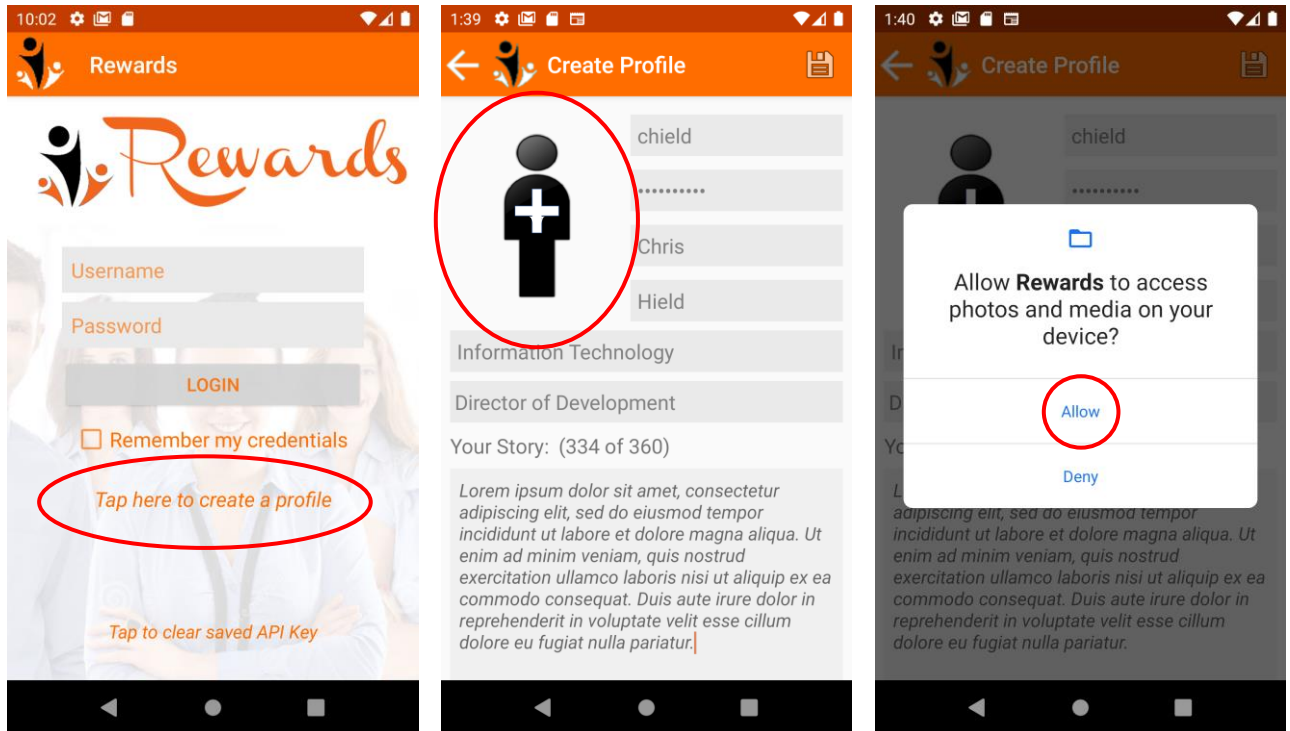 10:02
Rewards
Rewards
Username
Password
LOGIN
Remember my credentials
Tap here to create a profile
Tap to clear saved API Key
1:39
Create Profile
chield
••••••••••
Chris
Hield
Information Technology
Director of Development
Your Story: (334 of 360)
Lorem ipsum dolor sit amet, consectetur
adipiscing elit, sed do eiusmod tempor
incididunt ut labore et dolore magna aliqua. Ut
enim ad minim veniam, quis nostrud
exercitation ullamco laboris nisi ut aliquip ex ea
commodo consequat. Duis aute irure dolor in
reprehenderit in voluptate velit esse cillum
dolore eu fugiat nulla pariatur.
1:40
Create Profile
chield
••••••••••
Allow Rewards to access
photos and media on your
device?
Allow
Deny
adipiscing elit, sed do eiusmod tempor
incididunt ut labore et dolore magna aliqua. Ut
enim ad minim veniam, quis nostrud
exercitation ullamco laboris nisi ut aliquip ex ea
commodo consequat. Duis aute irure dolor in
reprehenderit in voluptate velit esse cillum
dolore eu fugiat nulla pariatur.